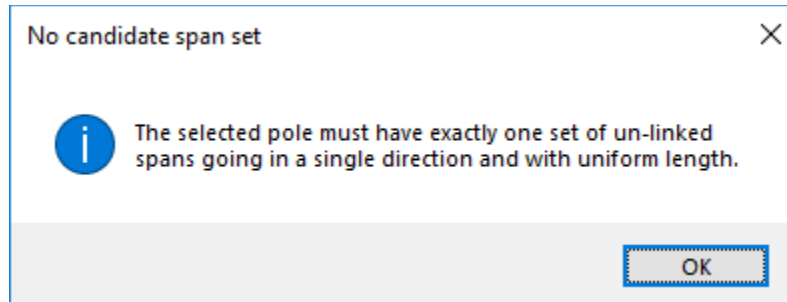 No candidate span set
The selected pole must have exactly one set of un-linked
spans going in a single direction and with uniform length.
OK